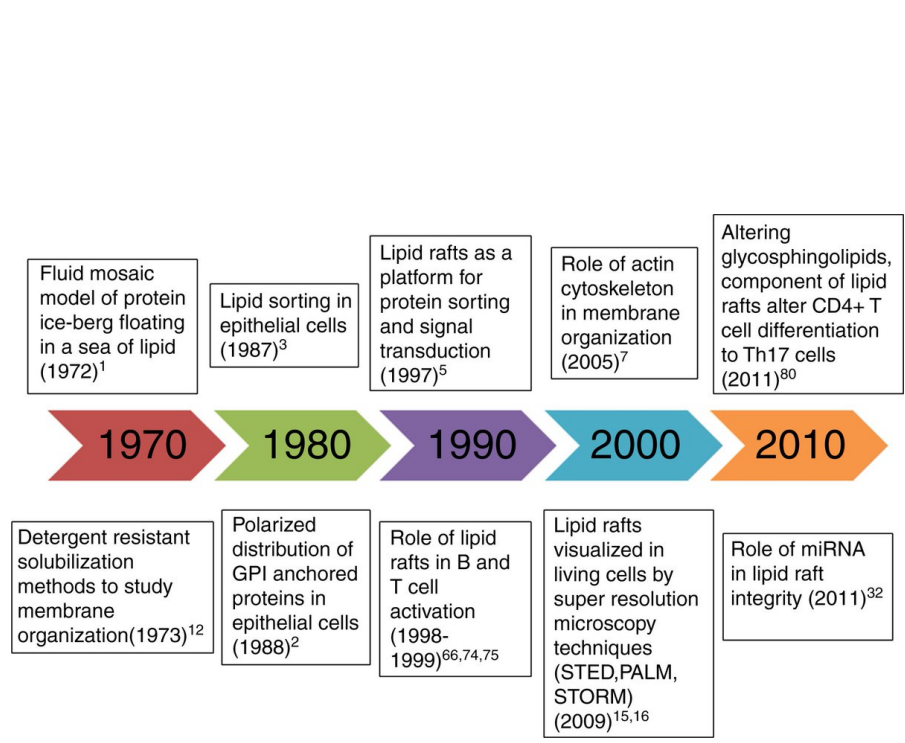 Fluid mosaic
model of protein
ice-berg floating
in a sea of lipid
(1972)1
Lipid sorting in
epithelial cells
(1987)3
Lipid rafts as a
platform for
protein sorting
and signal
transduction
(1997)5
Role of actin
cytoskeleton
in membrane
organization
(2005)7
Altering
glycosphingolipids,
component of lipid
rafts alter CD4+ T
cell differentiation
to Th17 cells
(2011)80
1970
1980
1990
2000
2010
Detergent resistant
solubilization
methods to study
membrane
organization(1973)12
Polarized
distribution of
GPI anchored
proteins in
epithelial cells
(1988)2
Role of lipid
rafts in B and
T cell
activation
(1998-
1999)66,74,75
Lipid rafts
visualized in
living cells by
super resolution
microscopy
techniques
(STED,PALM,
STORM)
(2009)15,16
Role of miRNA
in lipid raft
integrity (2011)32